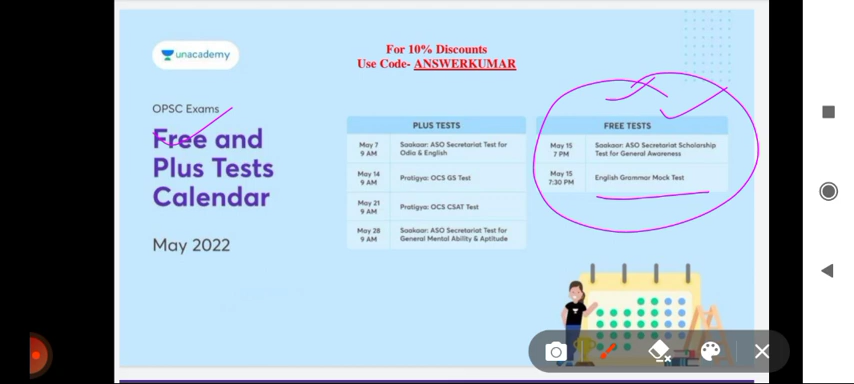 unacademy
For 10% Discounts
Use Code- ANSWERKUMAR
OPSC Exams
Free and
Plus Tests
Calendar
May 2022
PLUS TESTS
May 7
9 AM
Saakaar: ASO Secretariat Test for
Odia & English
May 14
9 AM
Pratigya: OCS GS Test
May 21
9 AM
Pratigya: OCS CSAT Test
May 28
9 AM
Saakaar: ASO Secretariat Test for
General Mental Ability & Aptitude
FREE TESTS
May 15
7 PM
Saakaar: ASO Secretariat Scholarship
Test for General Awareness
May 15
7:30 PM
English Grammar Mock Test